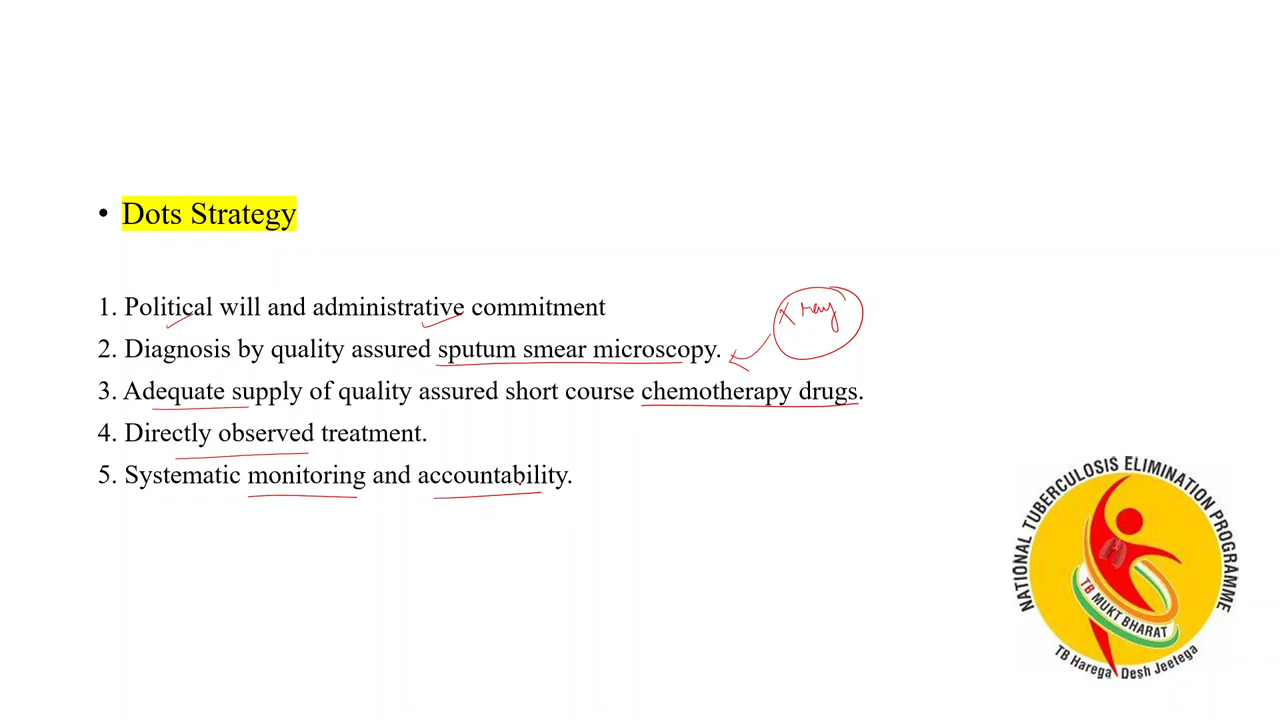 • Dots Strategy
1. Political will and administrative commitment
X ray
2. Diagnosis by quality assured sputum smear microscopy.
3. Adequate supply of quality assured short course chemotherapy drugs.
4. Directly observed treatment.
5. Systematic monitoring and accountability.
NATIONAL TUBERCULOSIS ELIMINATION PROGRAMME
TB MUKT BHARAT
TB Harega Desh Jeelega